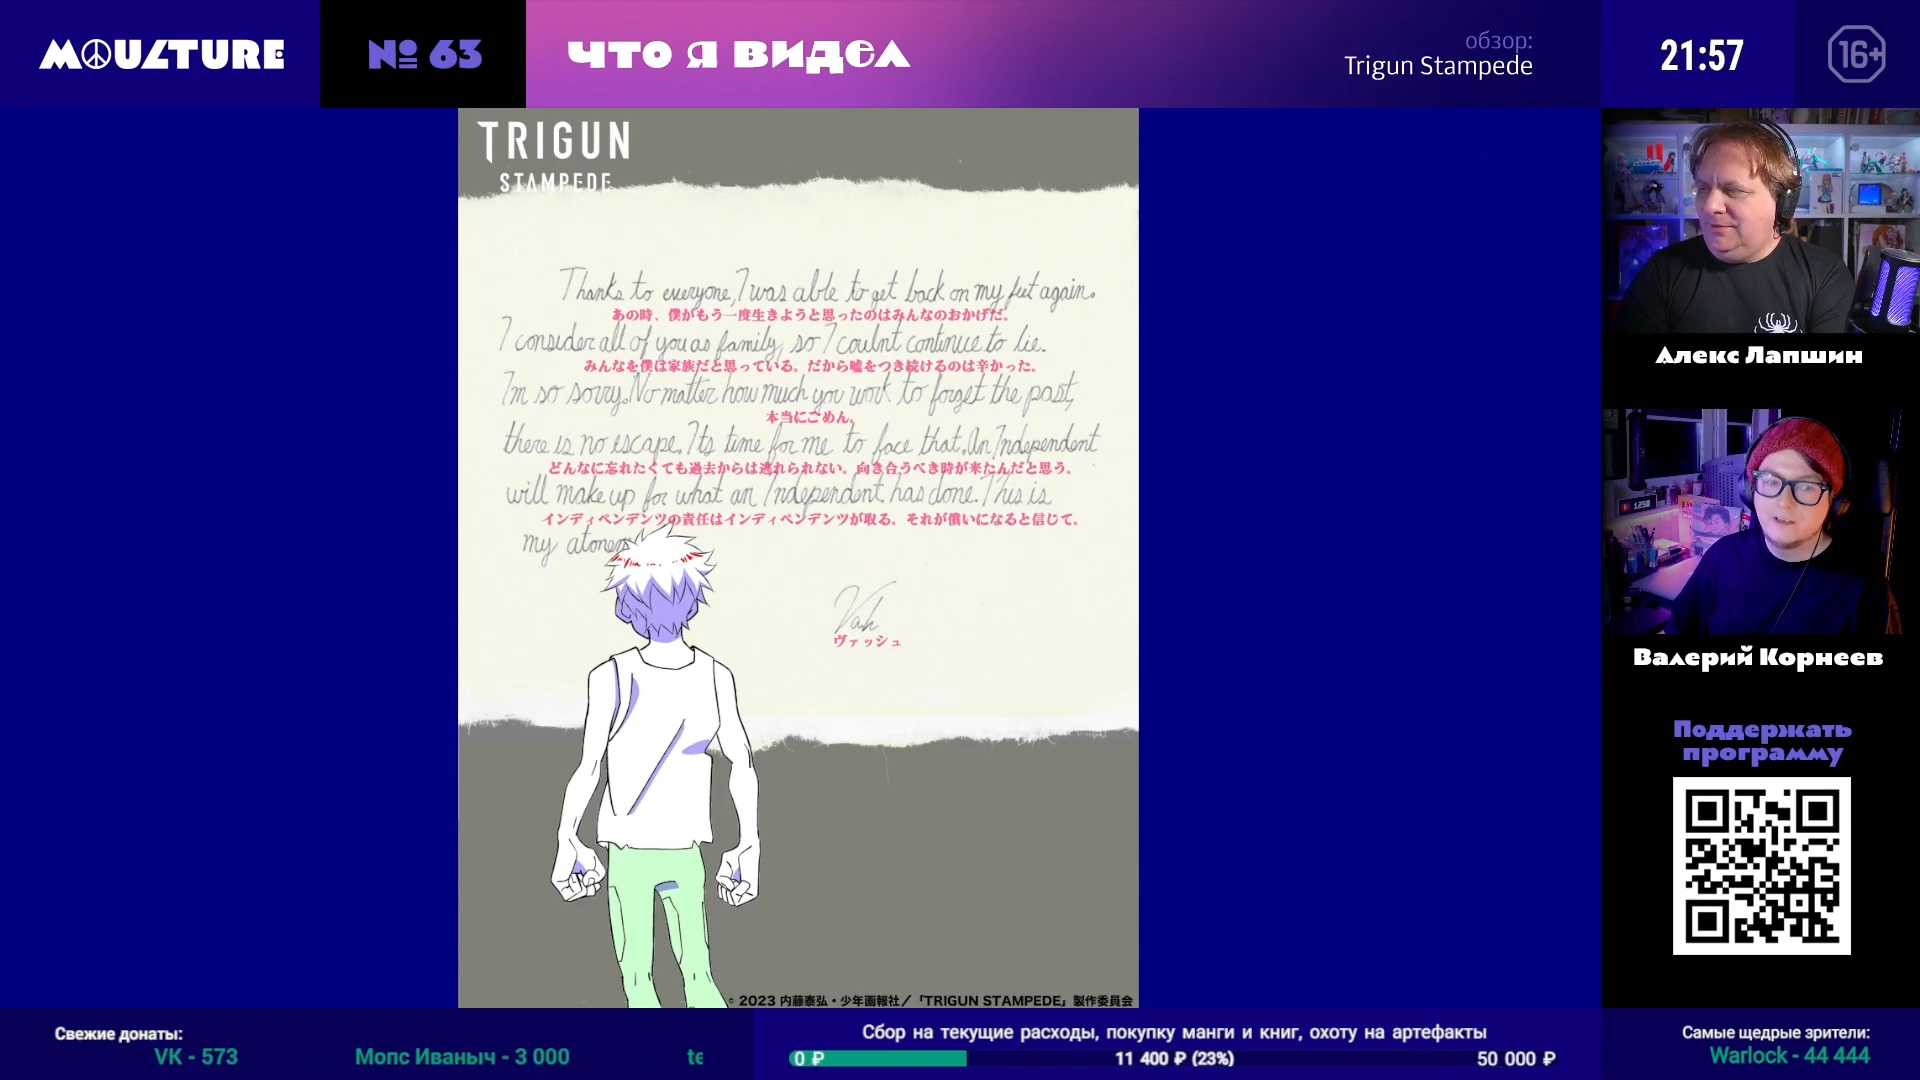 MOULTURE
№ 63
что я видел
обзор:
Trigun Stampede
21:57
16+
TRIGUN
STAMPEDE
Thanks to everyone, I was able to get back on my feet again.
あの時、僕がもう一度生きようと思ったのはみんなのおかげだ。
I consider all of you as family, so I coulnt continue to lie.
みんなを僕は家族だと思っている。だから嘘をつき続けるのは辛かった。
I'm so sorry. No matter how much you work to forget the past,
本当にごめん。
there is no escape. Its time for me to face that. An Independent
どんなに忘れたくても過去からは逃れられない。向き合うべき時が来たんだと思う。
will make up for what an Independent has done. This is
インディペンデンツの責任はインディペンデンツが取る。それが償いになると信じて。
my atonem
Vah
ヴァッシュ
© 2023 内藤泰弘・少年画報社／「TRIGUN STAMPEDE」製作委員会
Алекс Лапшин
1250
Валерий Корнеев
Поддержать
программу
Свежие донаты:
VK - 573
Мопс Иваныч - 3 000
te
Сбор на текущие расходы, покупку манги и книг, охоту на артефакты
0 ₽
11 400 ₽ (23%)
50 000 ₽
Самые щедрые зрители:
Warlock - 44 444